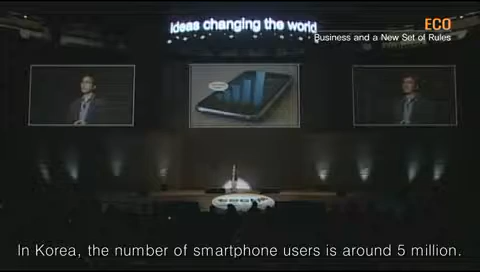 ECO
ideas changing the world
Business and a New Set of Rules
In Korea, the number of smartphone users is around 5 million.